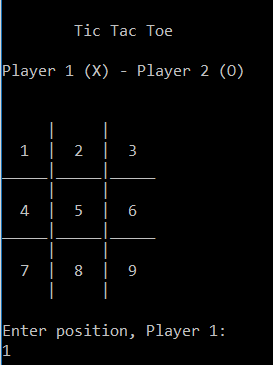 Tic Tac Toe
Player 1 (X) - Player 2 (O)
1 | 2 | 3
4 | 5 | 6
7 | 8 | 9
Enter position, Player 1:
1